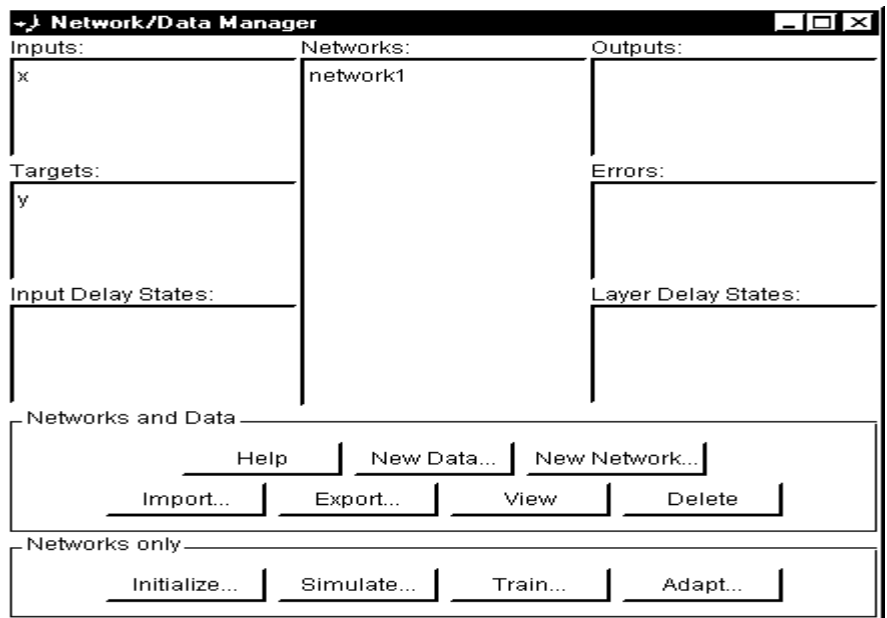 Network/Data Manager
Inputs: Networks: Outputs:
x network1
Targets: Errors:
y
Input Delay States: Layer Delay States:
Networks and Data
Help New Data... New Network...
Import... Export... View Delete
Networks only
Initialize... Simulate... Train... Adapt...